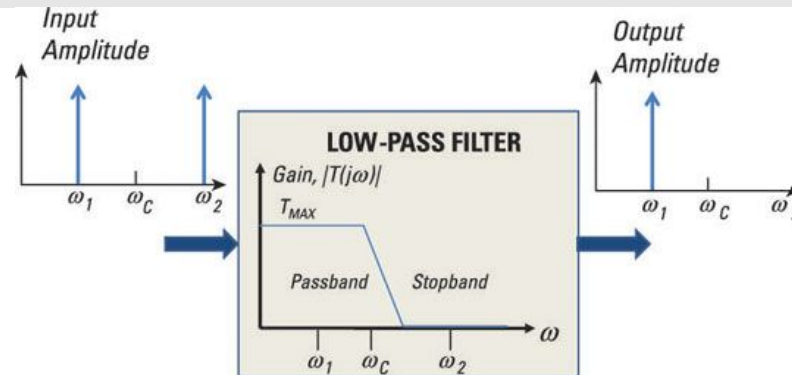 Input
Amplitude
ω1 ωC ω2
LOW-PASS FILTER
Gain, |T(jω)|
TMAX
Passband Stopband
ω
ω1 ωC ω2
Output
Amplitude
ω1 ωC ω